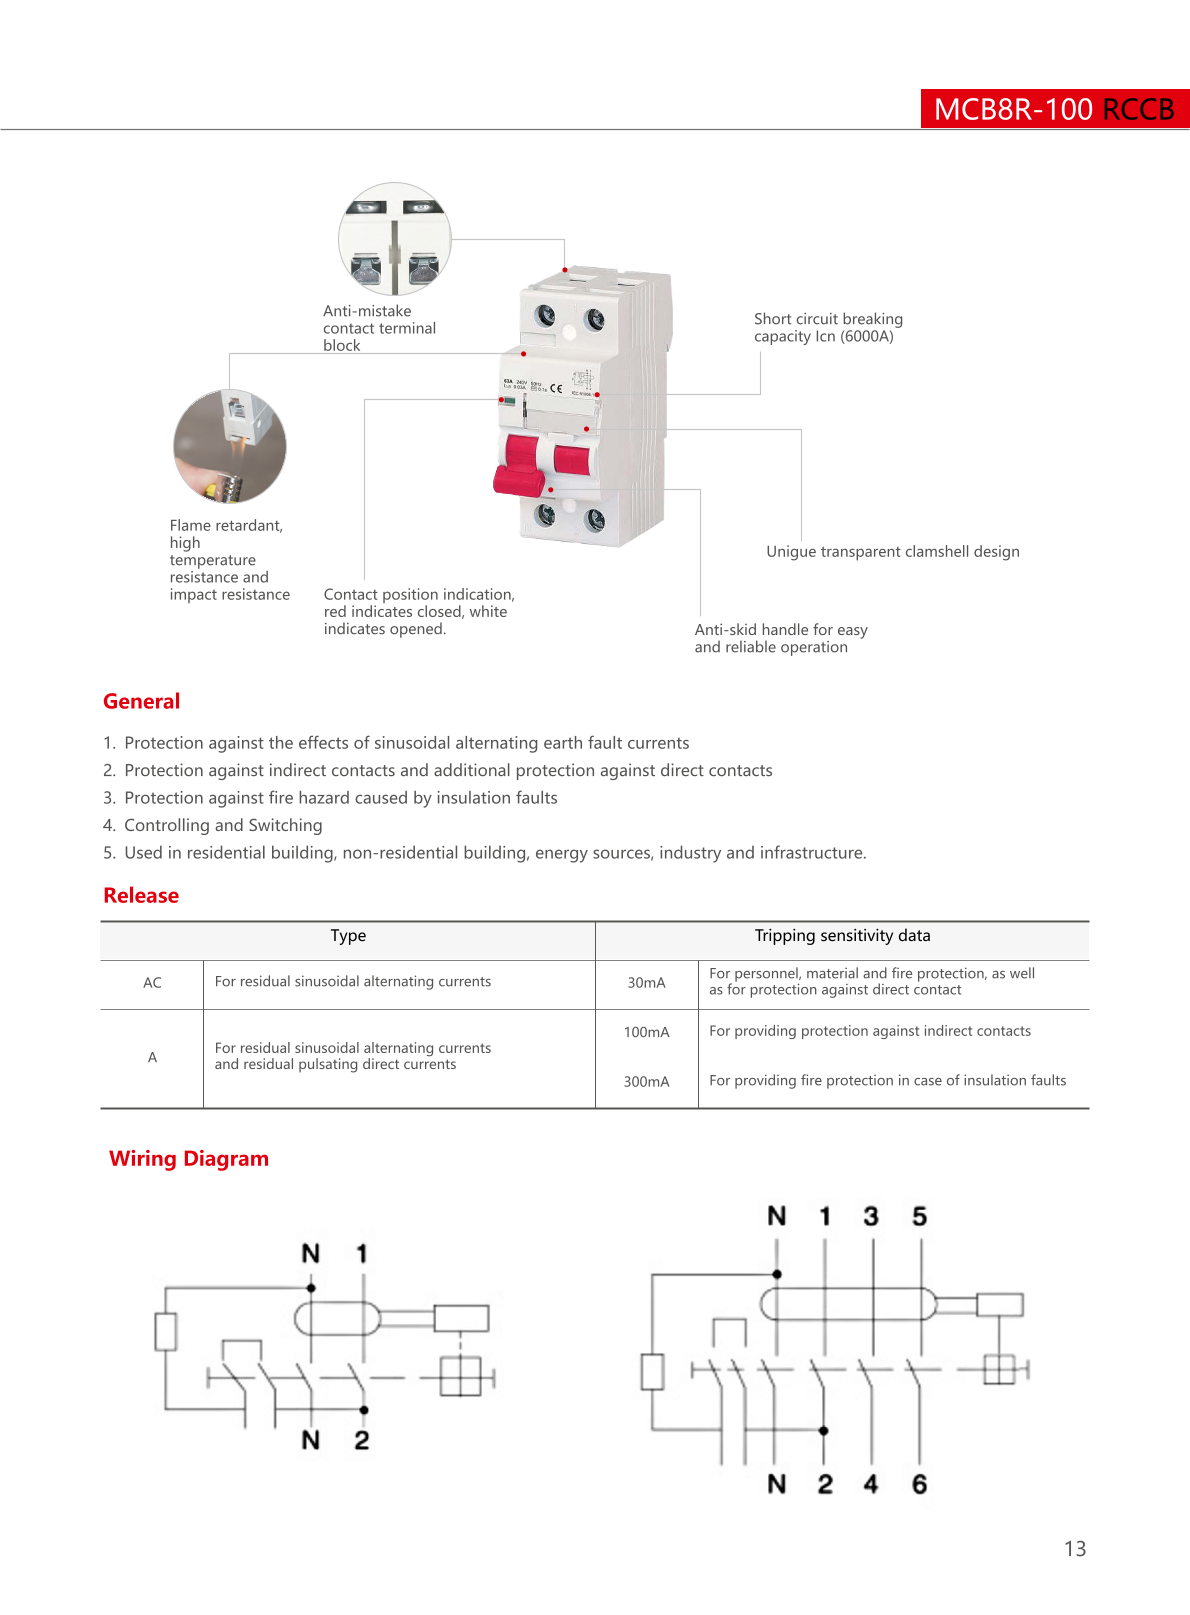 MCB8R-100 RCCB
Anti-mistake
contact terminal
block
Short circuit breaking
capacity Icn (6000A)
63A 240V 50Hz
0.03A 0.1s CE
Flame retardant,
high
temperature
resistance and
impact resistance
Contact position indication,
red indicates closed, white
indicates opened.
Unigue transparent clamshell design
Anti-skid handle for easy
and reliable operation
General
1. Protection against the effects of sinusoidal alternating earth fault currents
2. Protection against indirect contacts and additional protection against direct contacts
3. Protection against fire hazard caused by insulation faults
4. Controlling and Switching
5. Used in residential building, non-residential building, energy sources, industry and infrastructure.
Release
Type
Tripping sensitivity data
AC
For residual sinusoidal alternating currents
30mA
For personnel, material and fire protection, as well
as for protection against direct contact
A
For residual sinusoidal alternating currents
and residual pulsating direct currents
100mA
For providing protection against indirect contacts
300mA
For providing fire protection in case of insulation faults
Wiring Diagram
N 1
N 2
N 1 3 5
N 2 4 6
13